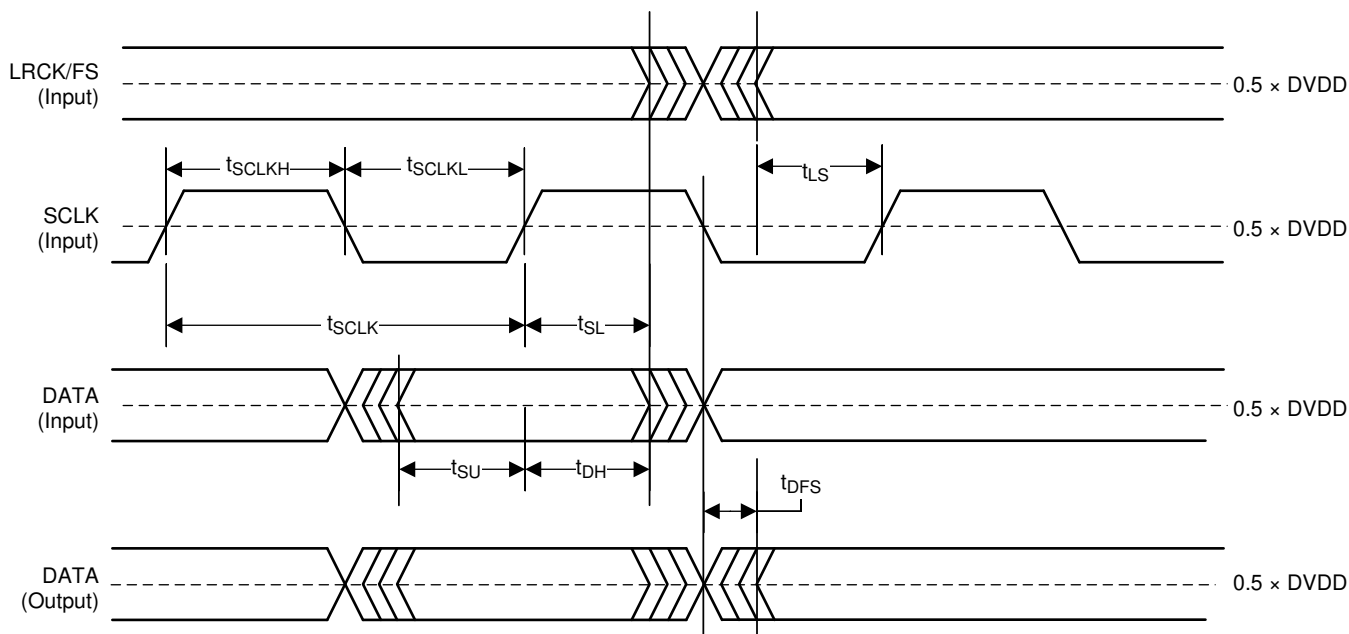 LRCK/FS
(Input)
0.5 × DVDD
tSCLKH
tSCLKL
tLS
SCLK
(Input)
0.5 × DVDD
tSCLK
tSL
DATA
(Input)
0.5 × DVDD
tSU
tDH
tDFS
DATA
(Output)
0.5 × DVDD